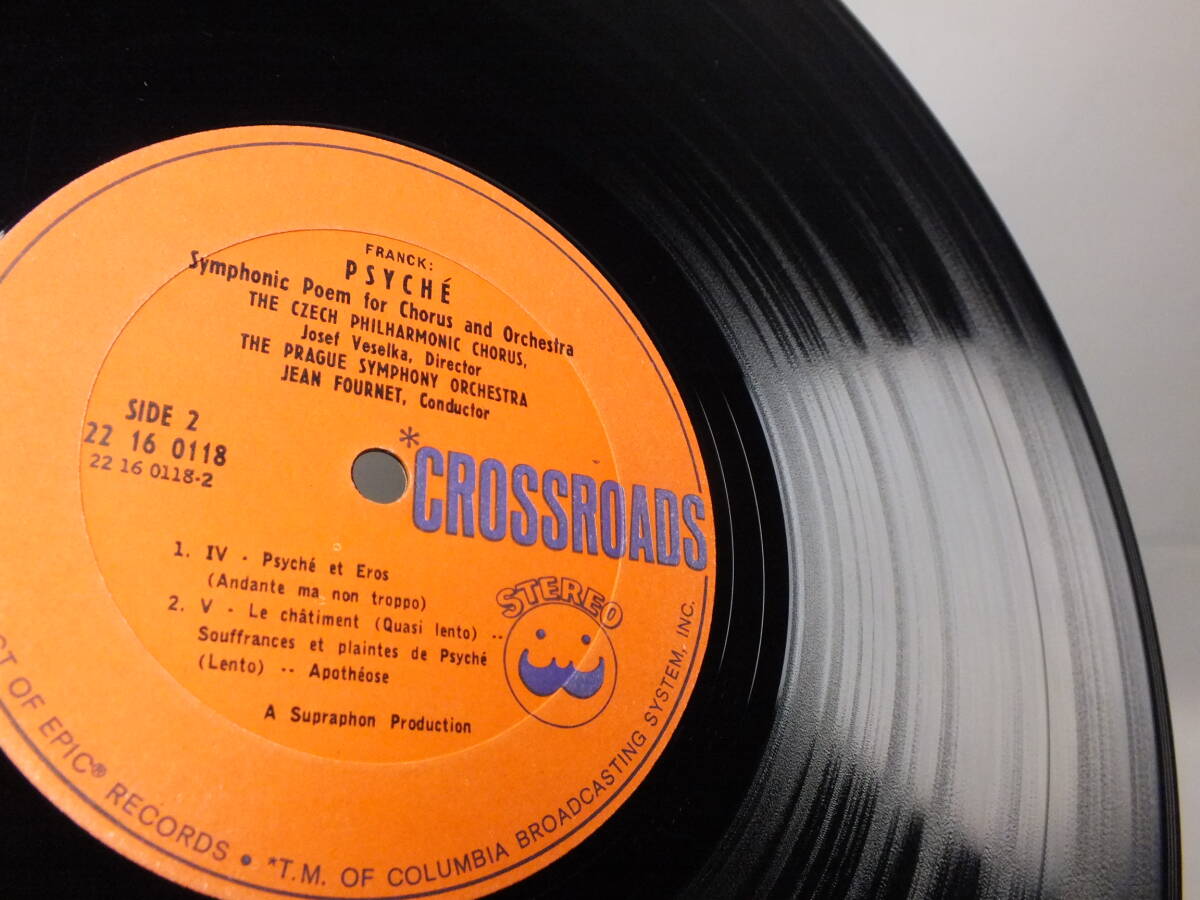 FRANCK:
PSYCHÉ
Symphonic Poem for Chorus and Orchestra
THE CZECH PHILHARMONIC CHORUS,
Josef Veselka, Director
THE PRAGUE SYMPHONY ORCHESTRA
JEAN FOURNET, Conductor
SIDE 2
22 16 0118
22 16 0118-2
*CROSSROADS
STEREO
1. IV - Psyché et Eros
(Andante ma non troppo)
2. V - Le châtiment (Quasi lento) --
Souffrances et plaintes de Psyché
(Lento) -- Apothéose
A Supraphon Production
OF EPIC® RECORDS • *T.M. OF COLUMBIA BROADCASTING SYSTEM, INC.